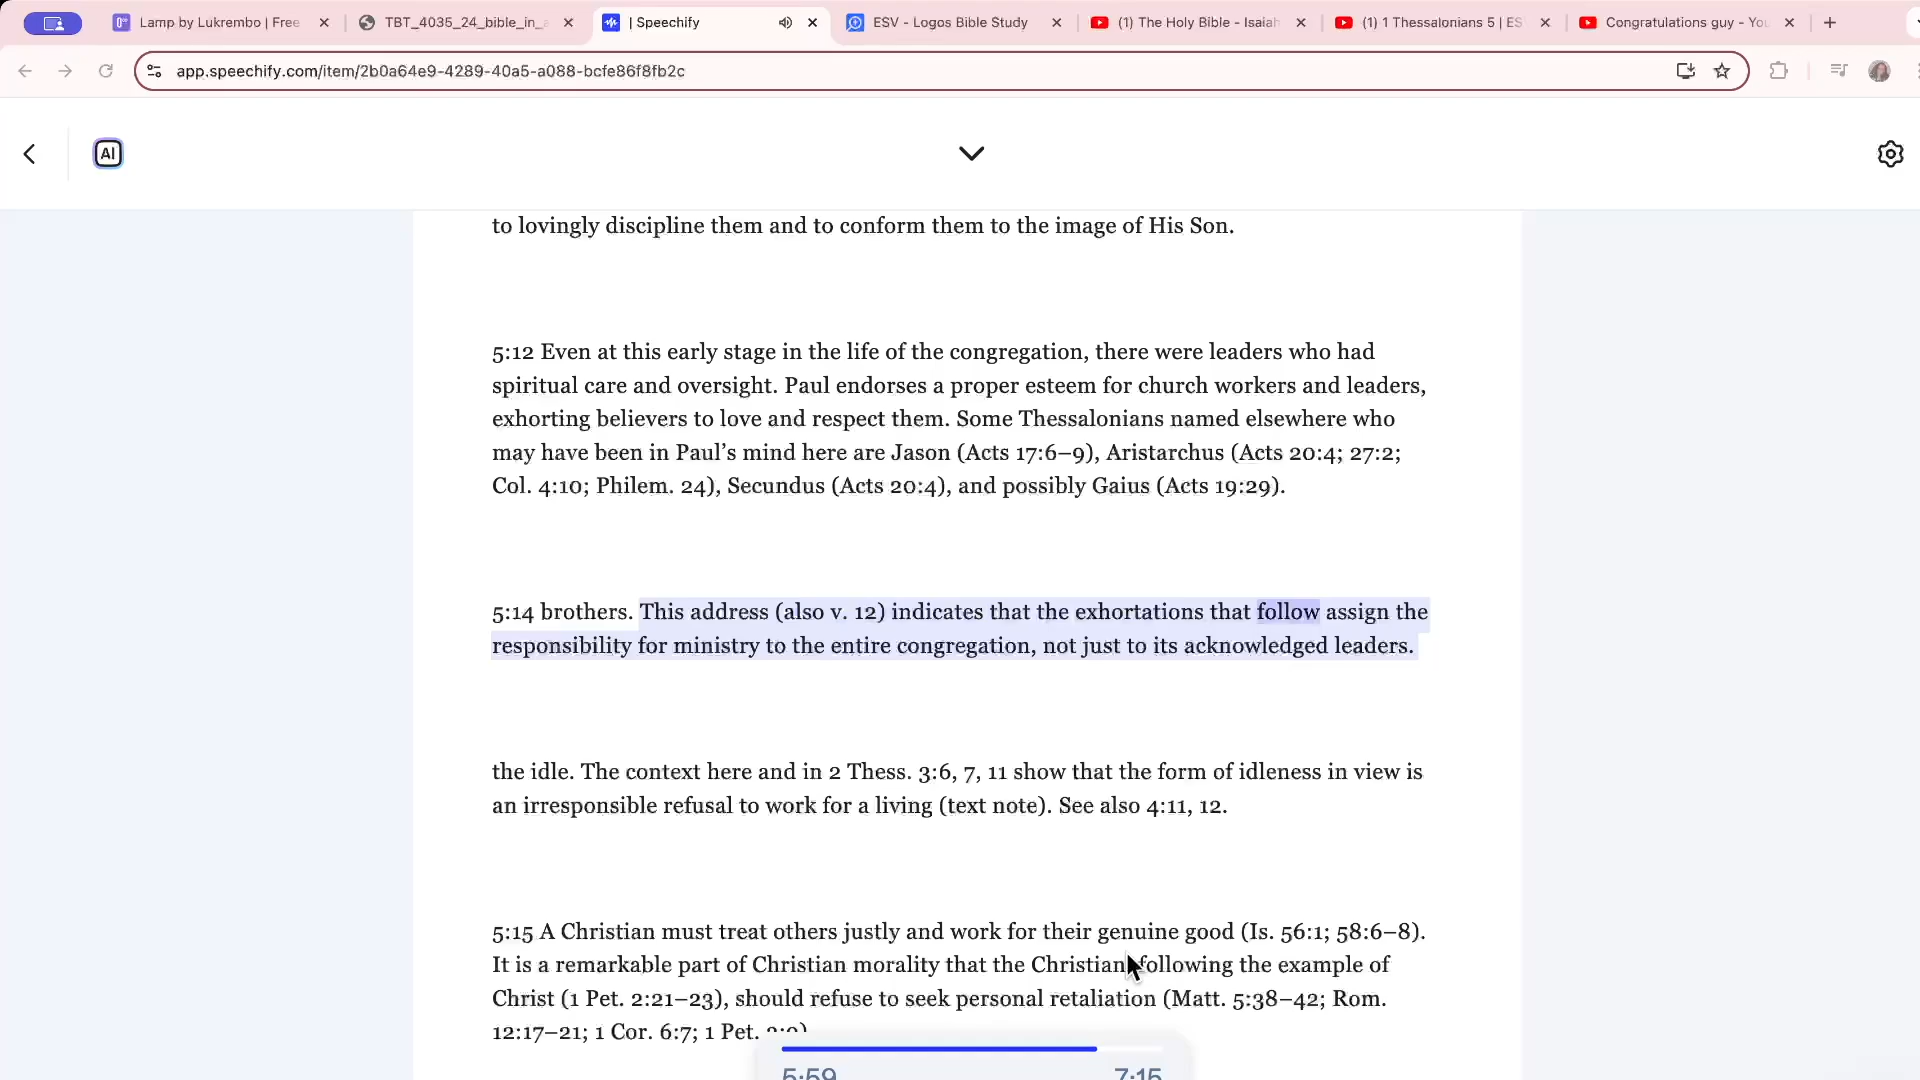 Lamp by Lukrembo | Free
TBT_4035_24_bible_in_a
| Speechify
ESV - Logos Bible Study
(1) The Holy Bible - Isaiah
(1) 1 Thessalonians 5 | ES
Congratulations guy - You
app.speechify.com/item/2b0a64e9-4289-40a5-a088-bcfe86f8fb2c
AI
to lovingly discipline them and to conform them to the image of His Son.
5:12 Even at this early stage in the life of the congregation, there were leaders who had
spiritual care and oversight. Paul endorses a proper esteem for church workers and leaders,
exhorting believers to love and respect them. Some Thessalonians named elsewhere who
may have been in Paul’s mind here are Jason (Acts 17:6–9), Aristarchus (Acts 20:4; 27:2;
Col. 4:10; Philem. 24), Secundus (Acts 20:4), and possibly Gaius (Acts 19:29).
5:14 brothers. This address (also v. 12) indicates that the exhortations that follow assign the
responsibility for ministry to the entire congregation, not just to its acknowledged leaders.
the idle. The context here and in 2 Thess. 3:6, 7, 11 show that the form of idleness in view is
an irresponsible refusal to work for a living (text note). See also 4:11, 12.
5:15 A Christian must treat others justly and work for their genuine good (Is. 56:1; 58:6–8).
It is a remarkable part of Christian morality that the Christian, following the example of
Christ (1 Pet. 2:21–23), should refuse to seek personal retaliation (Matt. 5:38–42; Rom.
12:17–21; 1 Cor. 6:7; 1 Pet.
5:59
7:15